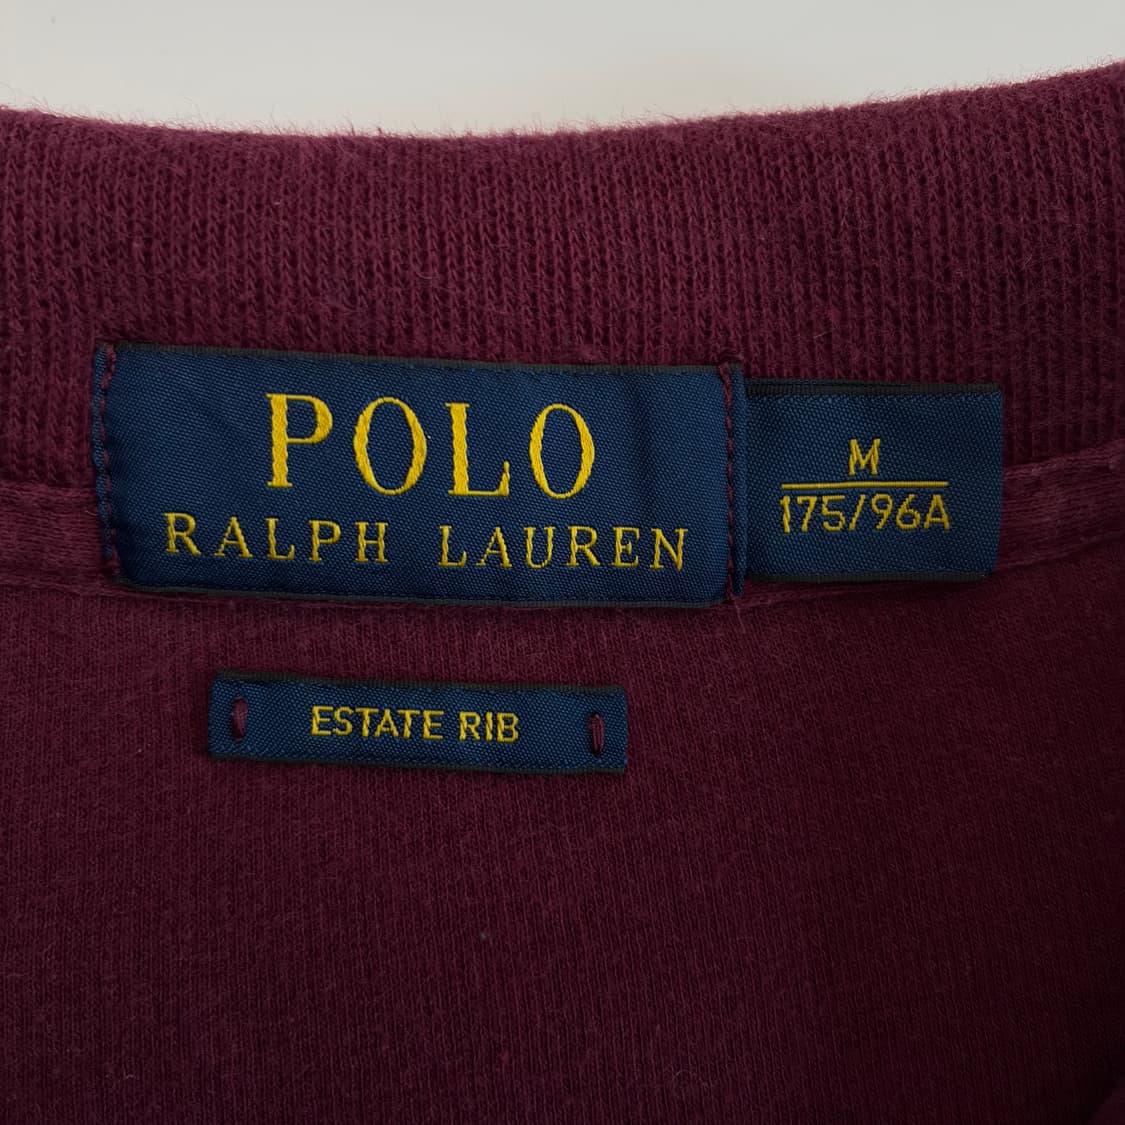 POLO
RALPH LAUREN
M
175/96A
ESTATE RIB